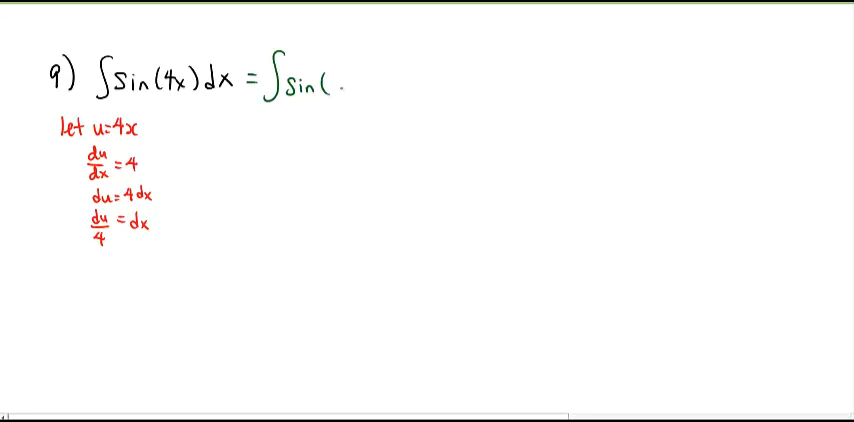 9) ∫sin(4x)dx = ∫sin(
let u=4x
du/dx = 4
du = 4dx
du/4 = dx